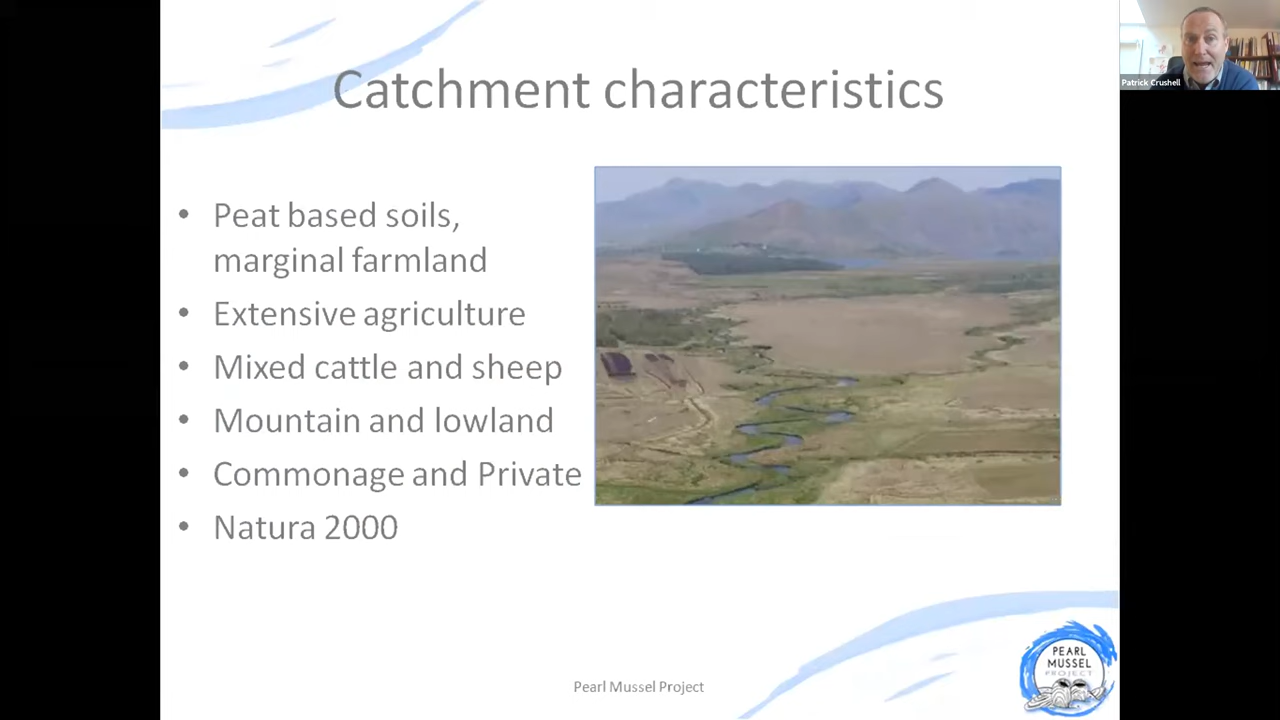 Catchment characteristics
Patrick Crushell
• Peat based soils,
marginal farmland
• Extensive agriculture
• Mixed cattle and sheep
• Mountain and lowland
• Commonage and Private
• Natura 2000
Pearl Mussel Project
PEARL
MUSSEL
PROJECT